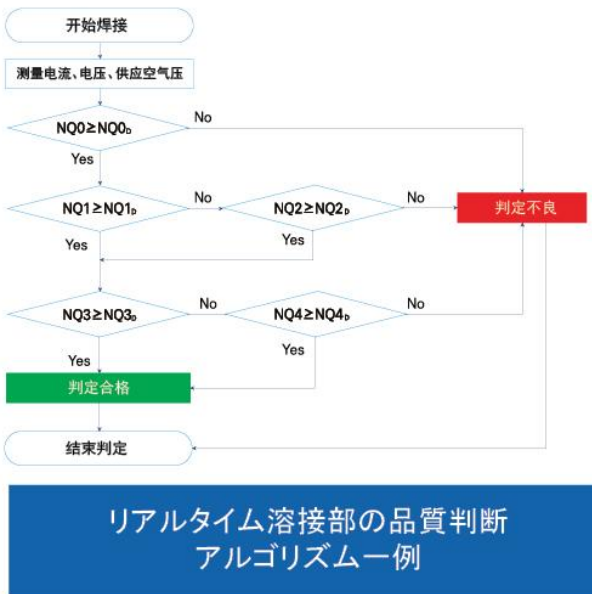 开始焊接
测量电流、电压、供应空气压
NQ0≥NQ0D
No
Yes
NQ1≥NQ1D
No
NQ2≥NQ2D
No
判定不良
Yes
Yes
NQ3≥NQ3D
No
NQ4≥NQ4D
No
Yes
Yes
判定合格
结束判定
リアルタイム溶接部の品質判断
アルゴリズム一例